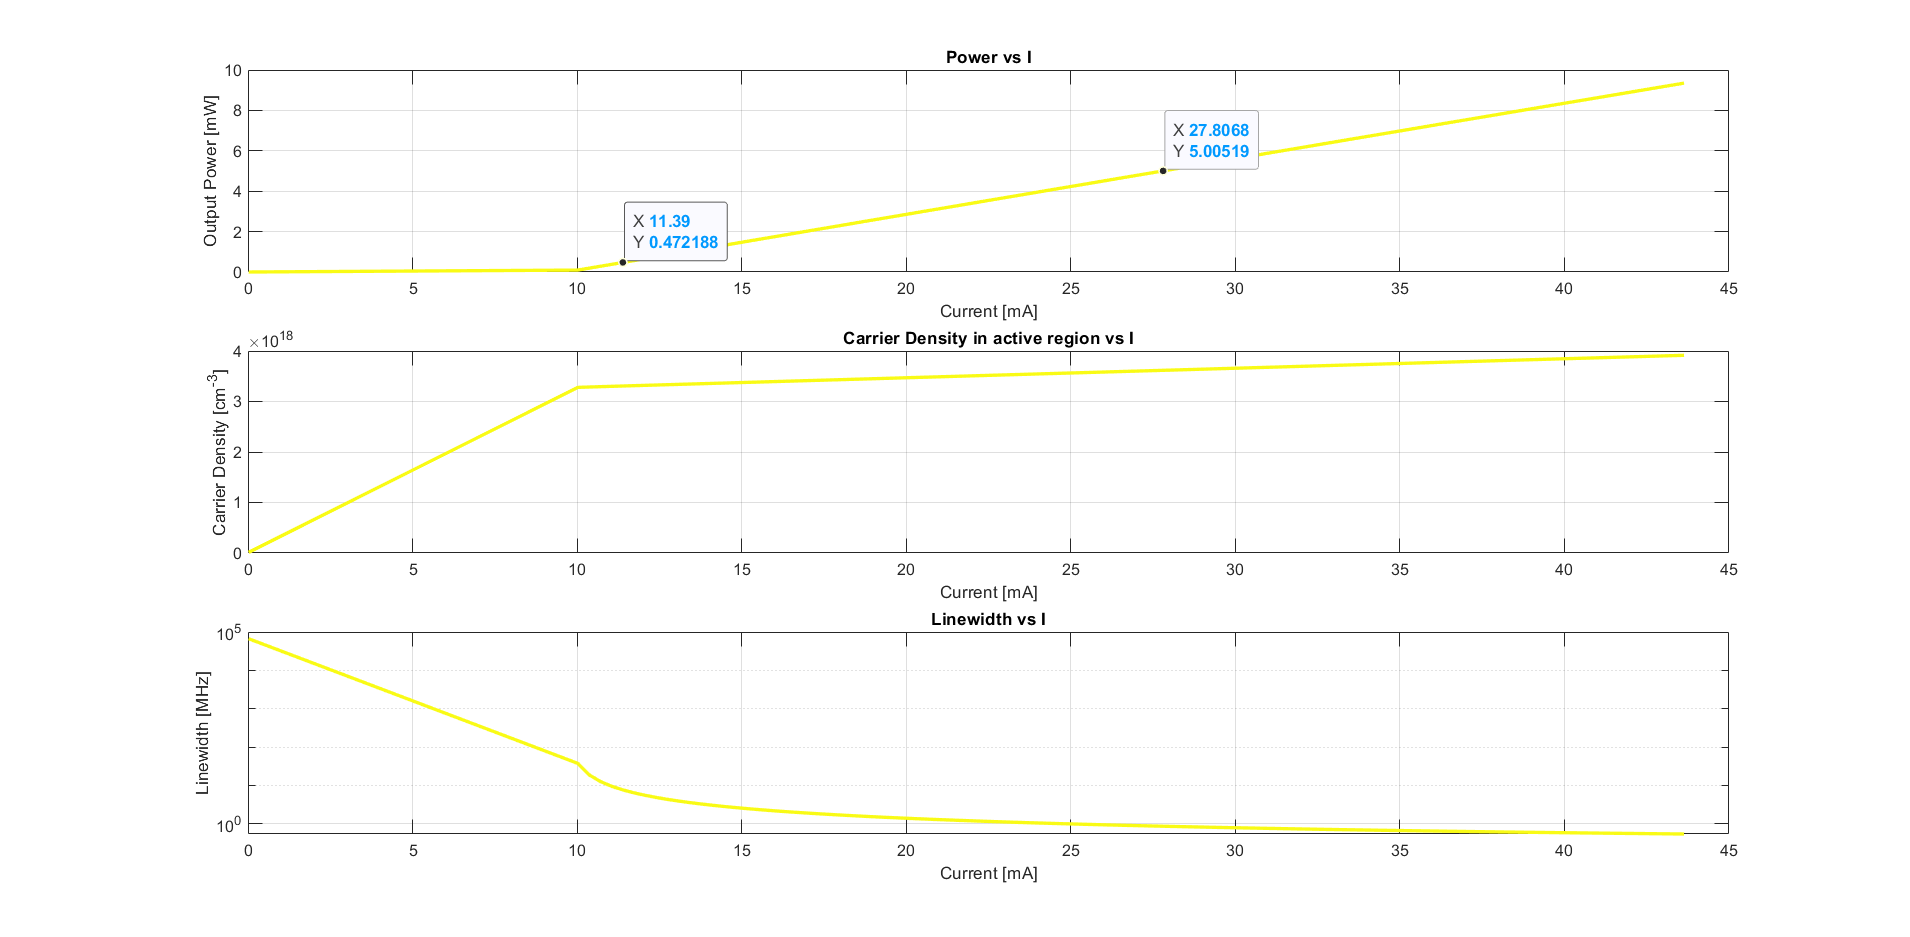 Power vs I
Output Power [mW]
10
8
6
4
2
0
X 27.8068
Y 5.00519
X 11.39
Y 0.472188
0 5 10 15 20 25 30 35 40 45
Current [mA]
Carrier Density in active region vs I
×10^18
Carrier Density [cm^-3]
4
3
2
1
0
0 5 10 15 20 25 30 35 40 45
Current [mA]
Linewidth vs I
Linewidth [MHz]
10^5
10^0
0 5 10 15 20 25 30 35 40 45
Current [mA]